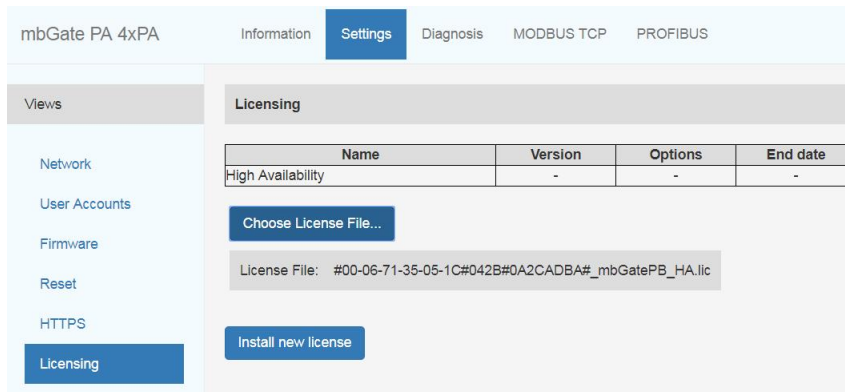 mbGate PA 4xPA Information Settings Diagnosis MODBUS TCP PROFIBUS
Views
Network
User Accounts
Firmware
Reset
HTTPS
Licensing
Licensing
Name Version Options End date
High Availability - - -
Choose License File...
License File: #00-06-71-35-05-1C#042B#0A2CADBA#_mbGatePB_HA.lic
Install new license